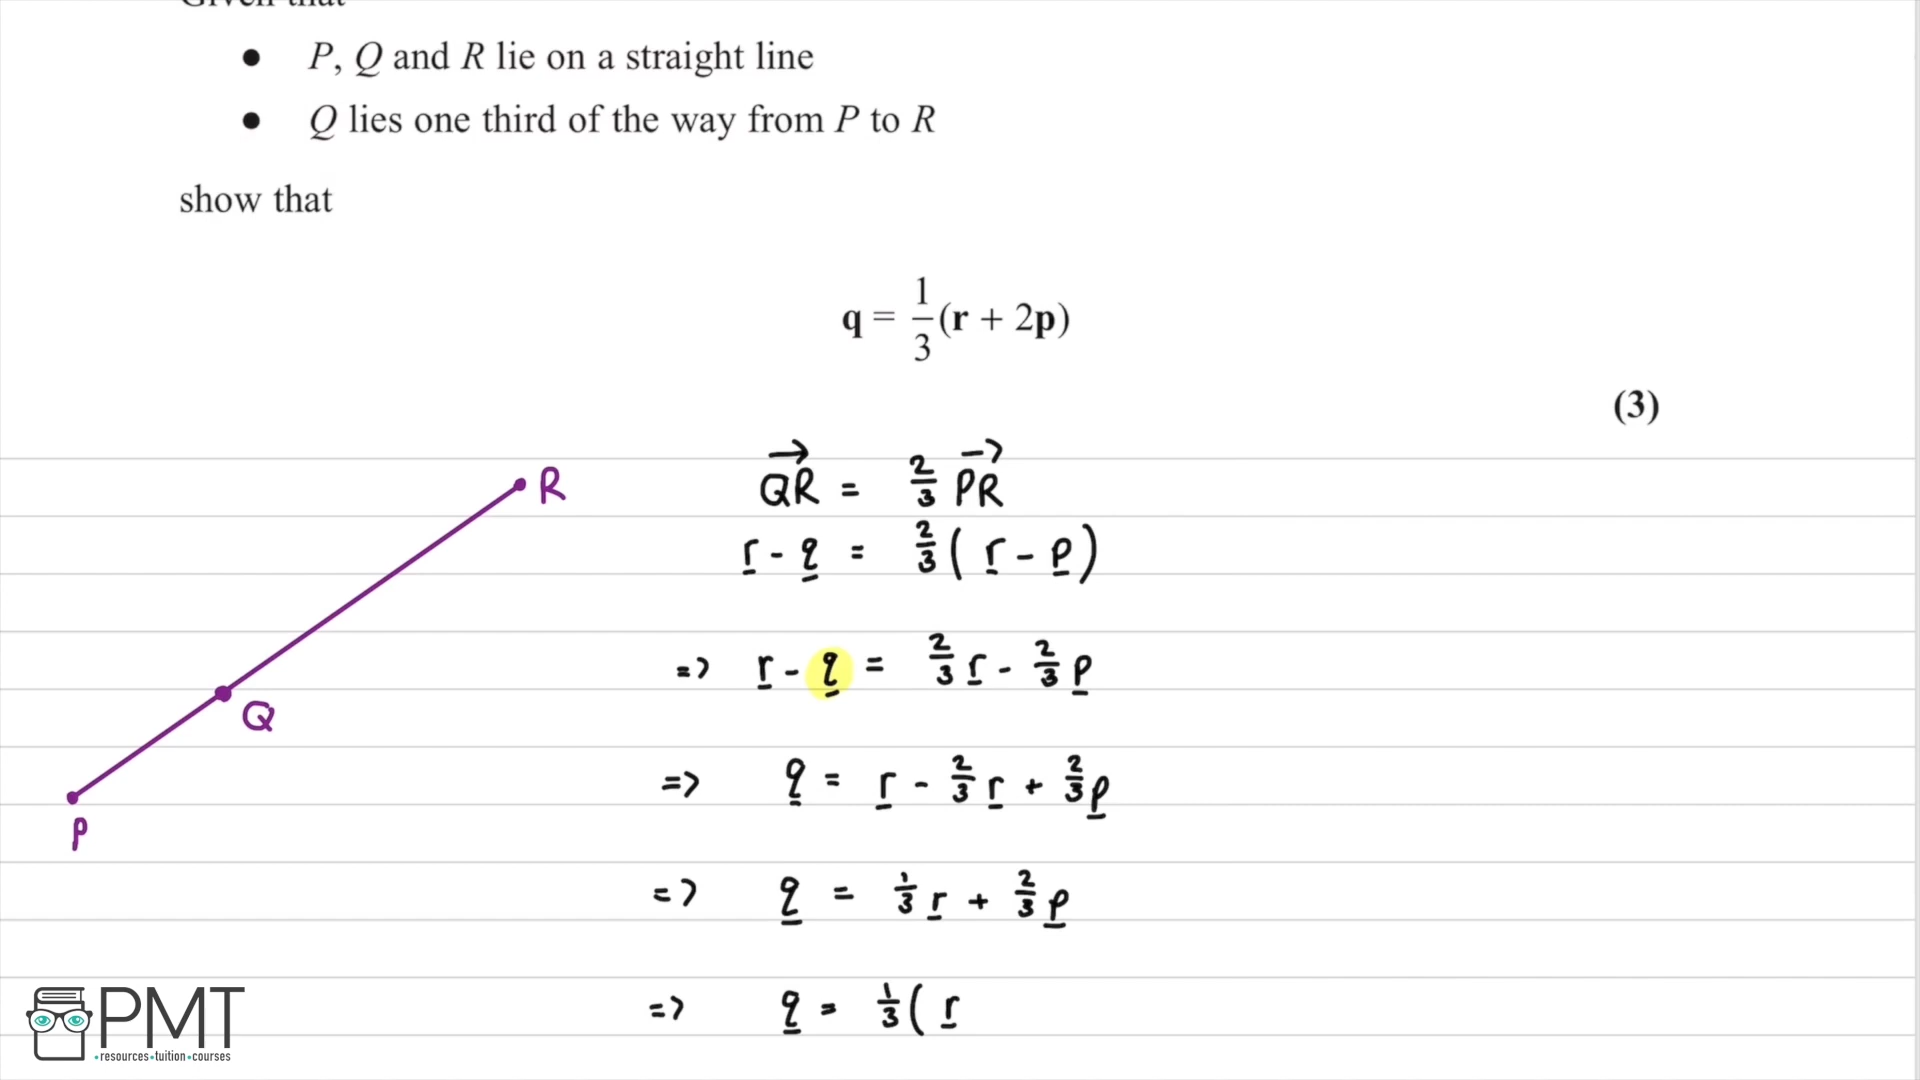 Given that
● P, Q and R lie on a straight line
● Q lies one third of the way from P to R
show that
q = 1/3(r + 2p)
(3)
R
Q
P
→QR = 2/3 →PR
r - q = 2/3(r - p)
=> r - q = 2/3 r - 2/3 p
=> q = r - 2/3 r + 2/3 p
=> q = 1/3 r + 2/3 p
=> q = 1/3( r
PMT
•resources•tuition•courses